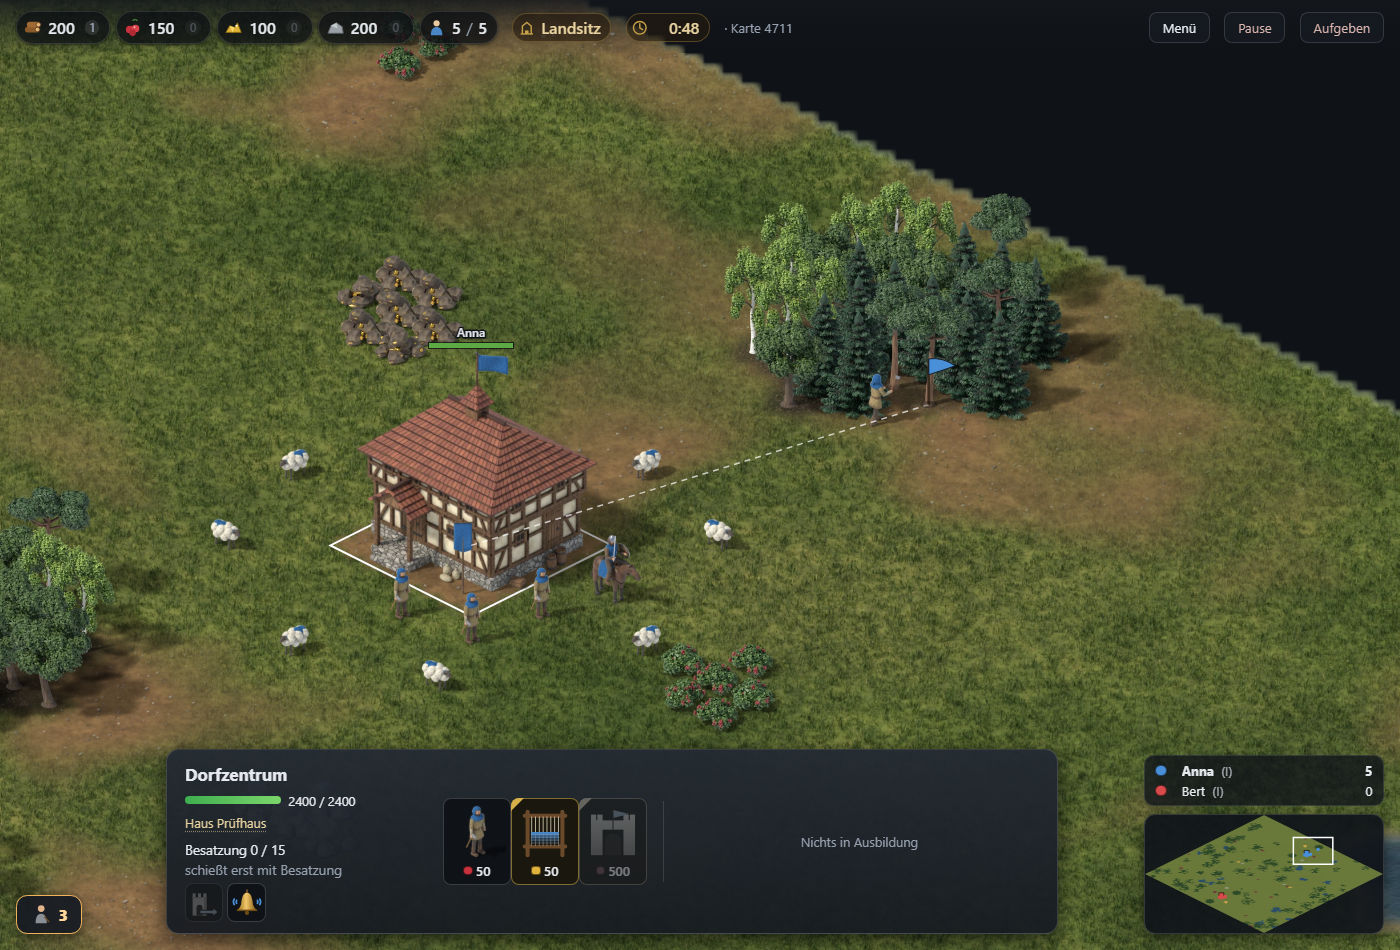 200 1 150 0 100 0 200 0 5 / 5 Landsitz 0:48 · Karte 4711 Menü Pause Aufgeben
Anna
Dorfzentrum
2400 / 2400
Haus Prüfhaus
Besatzung 0 / 15
schießt erst mit Besatzung
50 50 500
Nichts in Ausbildung
Anna (I) 5
Bert (I) 0
3